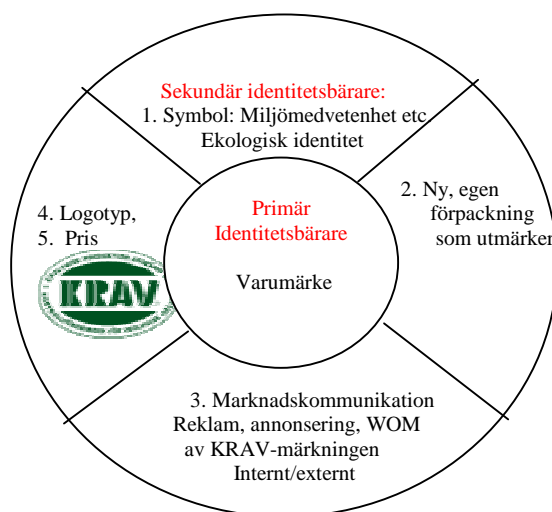 Sekundär identitetsbärare:
1. Symbol: Miljömedvetenhet etc
Ekologisk identitet
2. Ny, egen
förpackning
som utmärker
Primär
Identitetsbärare
Varumärke
4. Logotyp,
5. Pris
KRAV
3. Marknadskommunikation
Reklam, annonsering, WOM
av KRAV-märkningen
Internt/externt